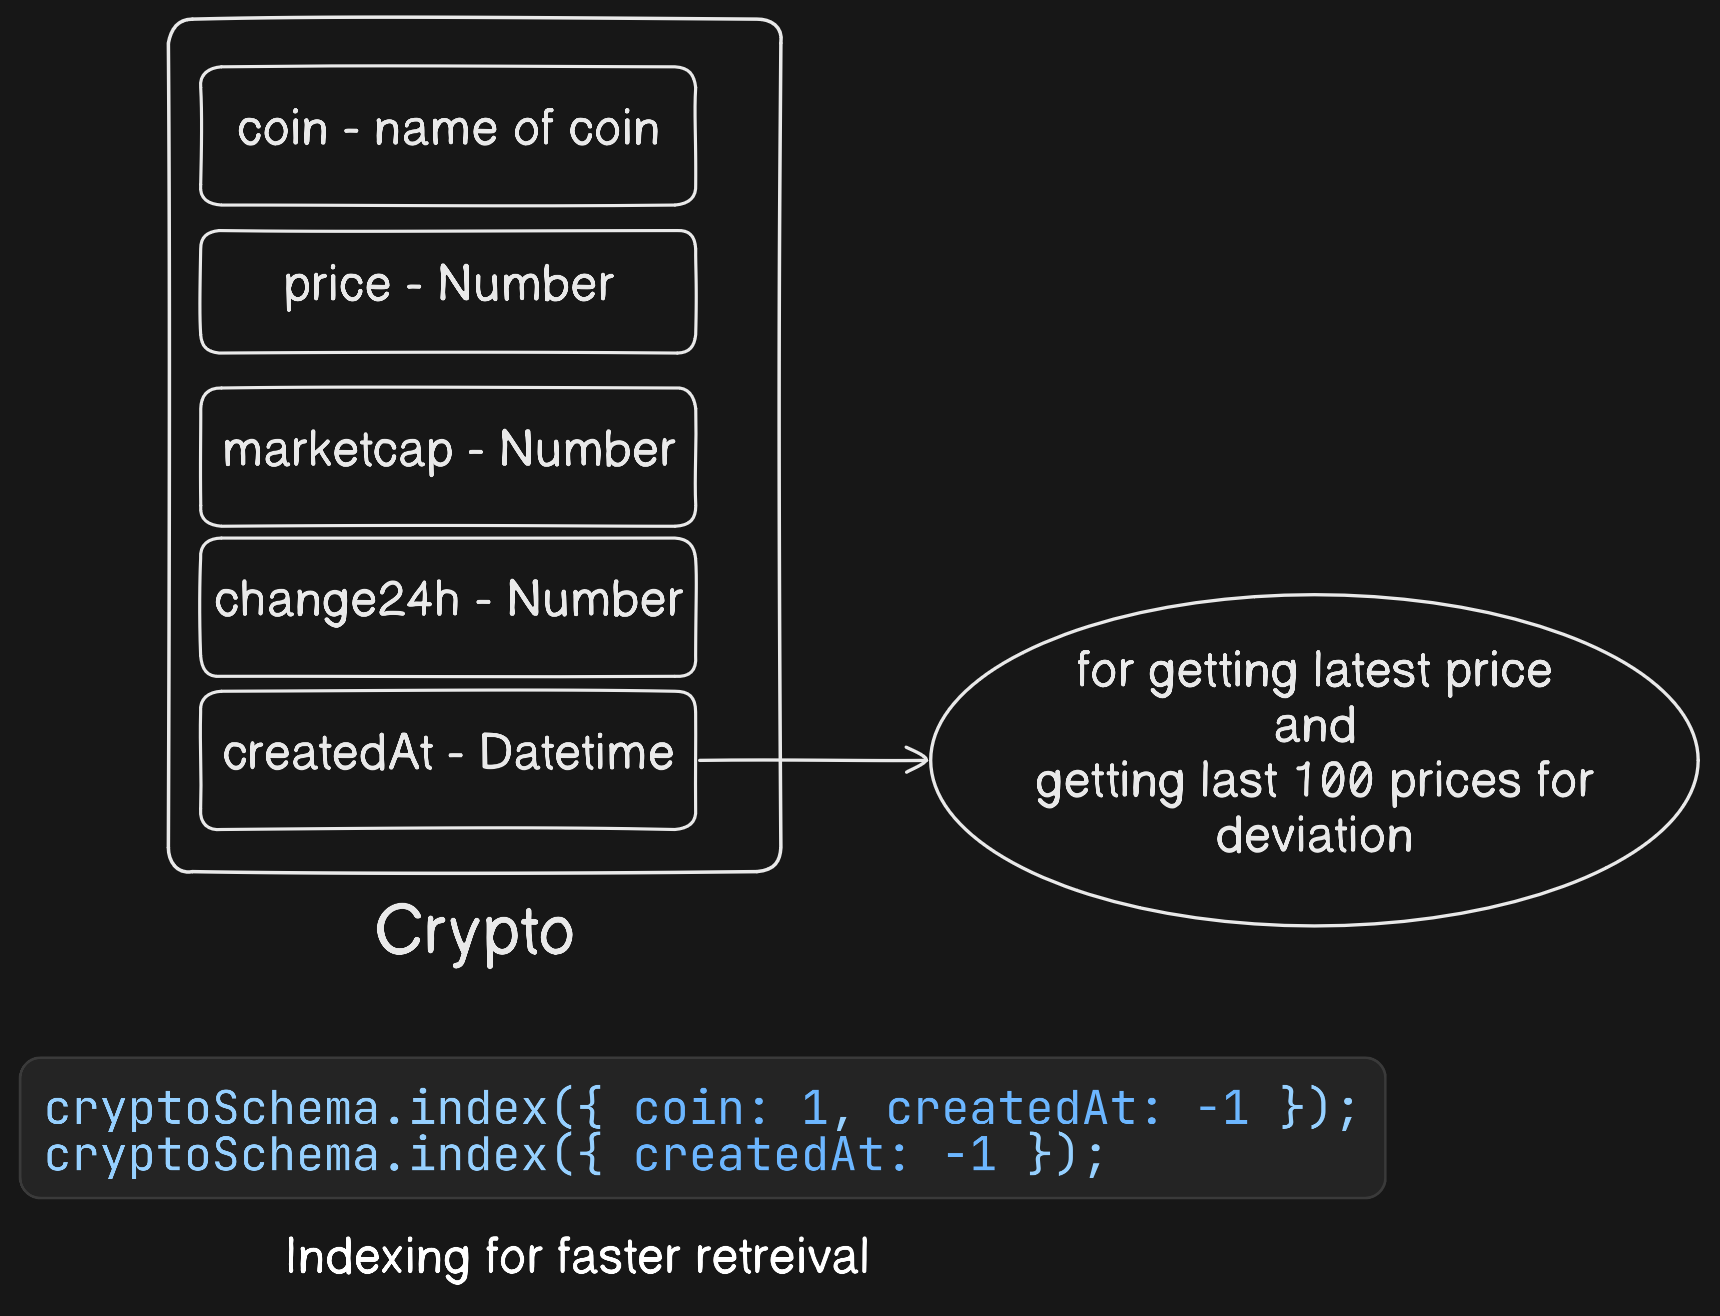 coin - name of coin
price - Number
marketcap - Number
change24h - Number
createdAt - Datetime
for getting latest price
and
getting last 100 prices for
deviation
Crypto
cryptoSchema.index({ coin: 1, createdAt: -1 });
cryptoSchema.index({ createdAt: -1 });
Indexing for faster retreival